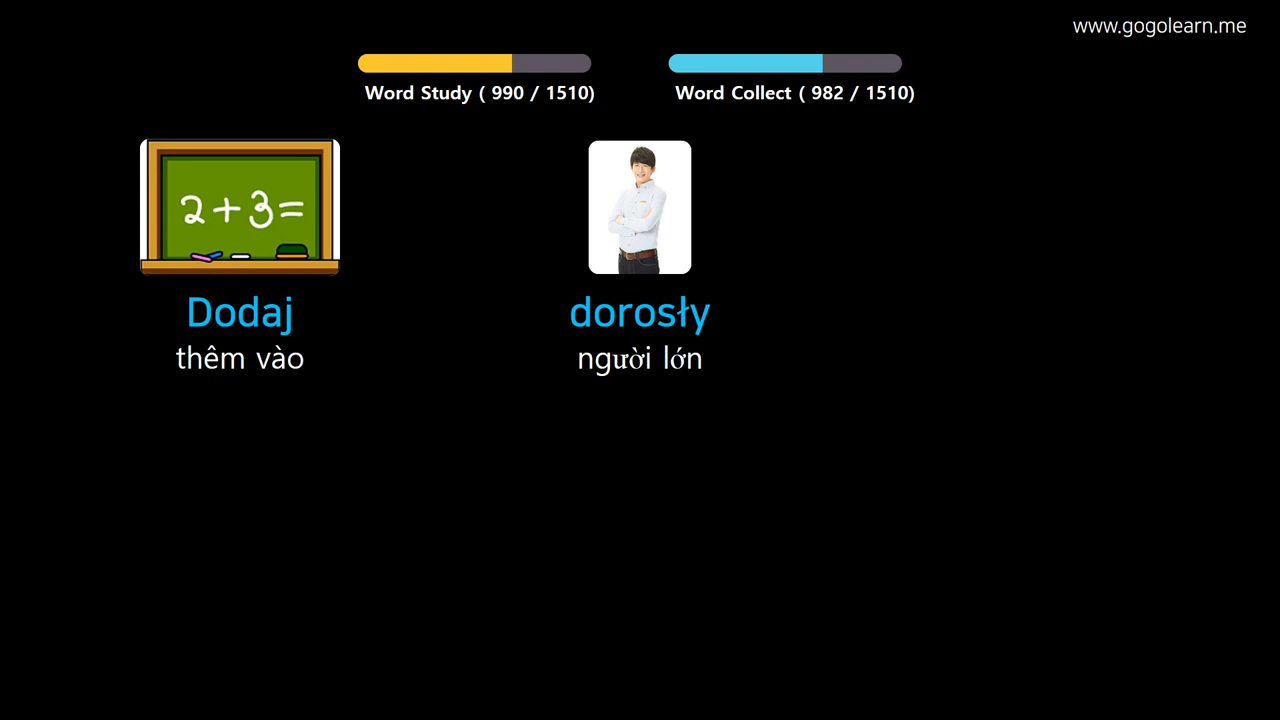 www.gogolearn.me
Word Study ( 990 / 1510)
Word Collect ( 982 / 1510)
2+3=
Dodaj
thêm vào
dorosły
người lớn